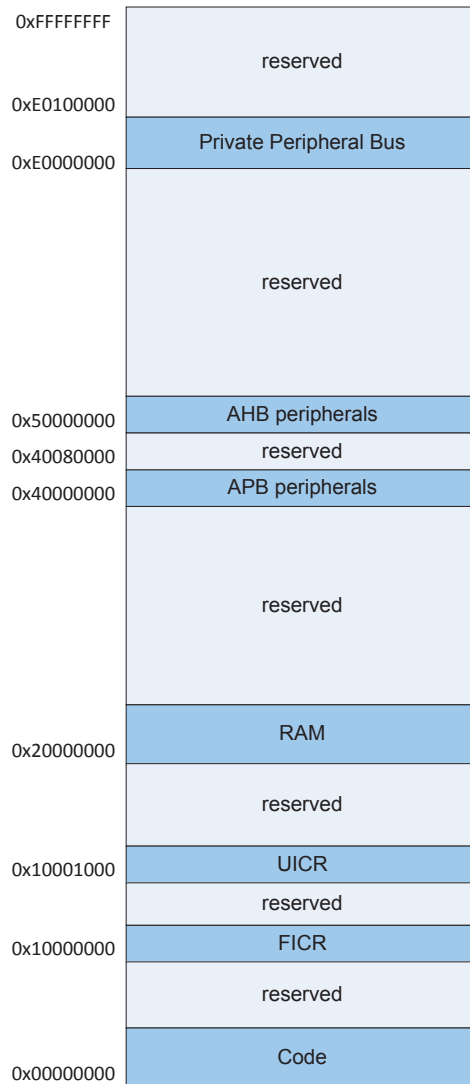 0xFFFFFFFF
reserved
0xE0100000
Private Peripheral Bus
0xE0000000
reserved
AHB peripherals
0x50000000
reserved
0x40080000
APB peripherals
0x40000000
reserved
RAM
0x20000000
reserved
UICR
0x10001000
reserved
FICR
0x10000000
reserved
Code
0x00000000